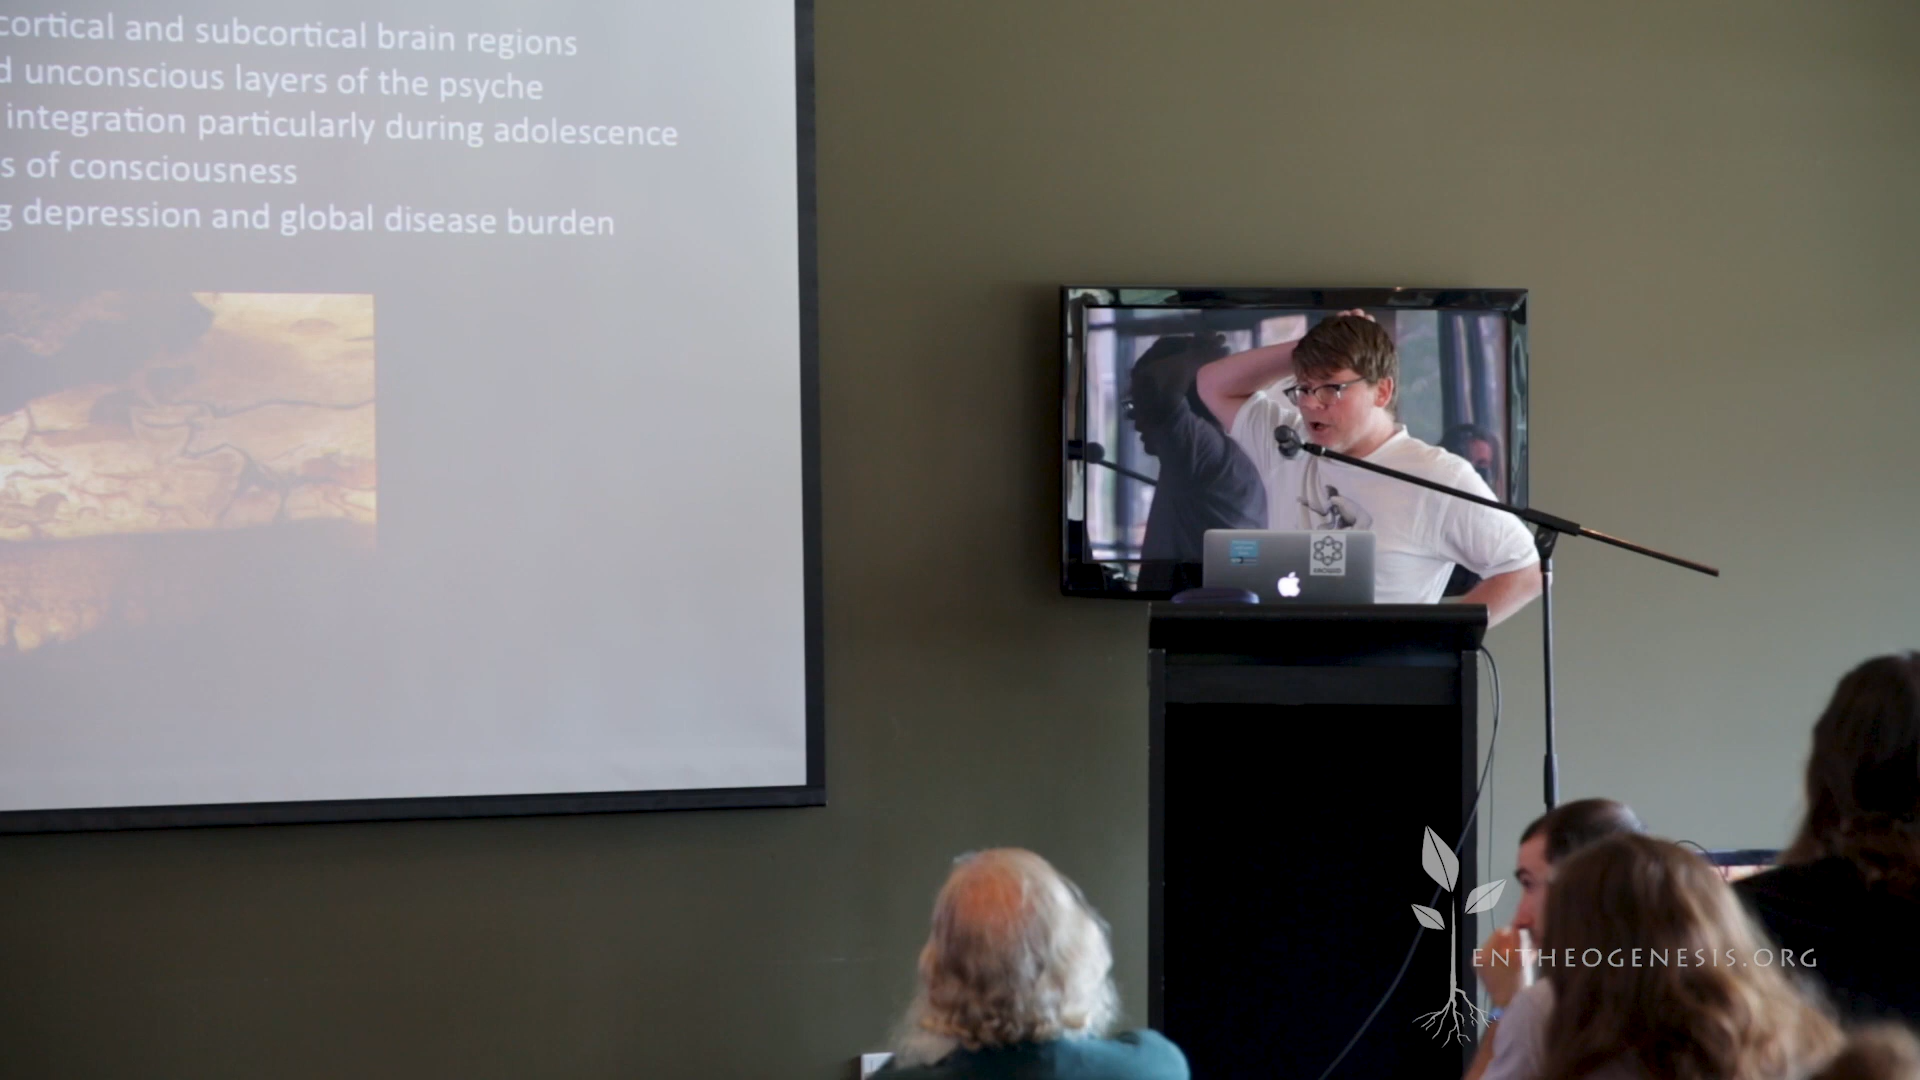 cortical and subcortical brain regions
d unconscious layers of the psyche
integration particularly during adolescence
s of consciousness
g depression and global disease burden
EROWID
ENTHEOGENESIS.ORG